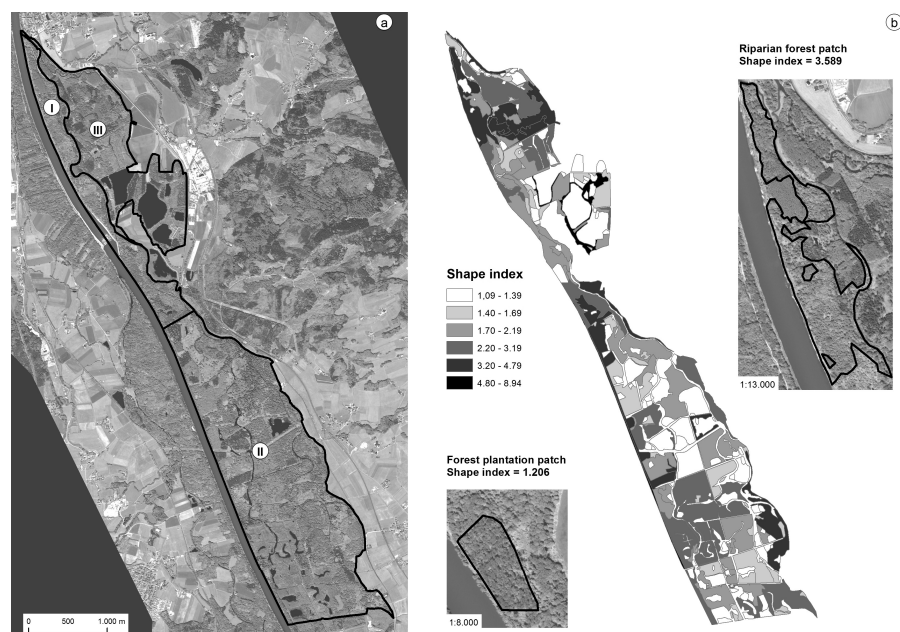 a
I
III
II
0 500 1.000 m
b
Riparian forest patch
Shape index = 3.589
1:13.000
Shape index
1,09 - 1.39
1.40 - 1.69
1.70 - 2.19
2.20 - 3.19
3.20 - 4.79
4.80 - 8.94
Forest plantation patch
Shape index = 1.206
1:8.000